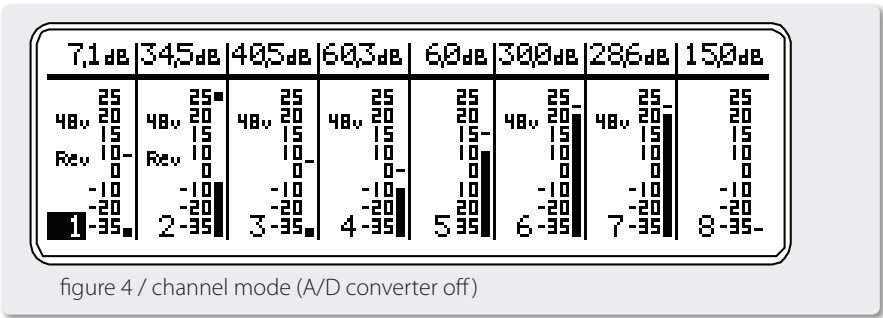 7,1dB 34,5dB 40,5dB 60,3dB 6,0dB 30,0dB 28,6dB 15,0dB
25 25 25 25 25 25 25 25
48v 20 48v 20 48v 20 48v 20 20 48v 20 48v 20 20
15 15 15 15 15 15 15 15
Rev 10 Rev 10 10 10 10 10 10 10
0 0 0 0 0 0 0 0
-10 -10 -10 -10 -10 -10 -10 -10
-20 -20 -20 -20 20 -20 -20 -20
1 -35 2 -35 3 -35 4 -35 5 35 6 -35 7 -35 8 -35
figure 4 / channel mode (A/D converter off)